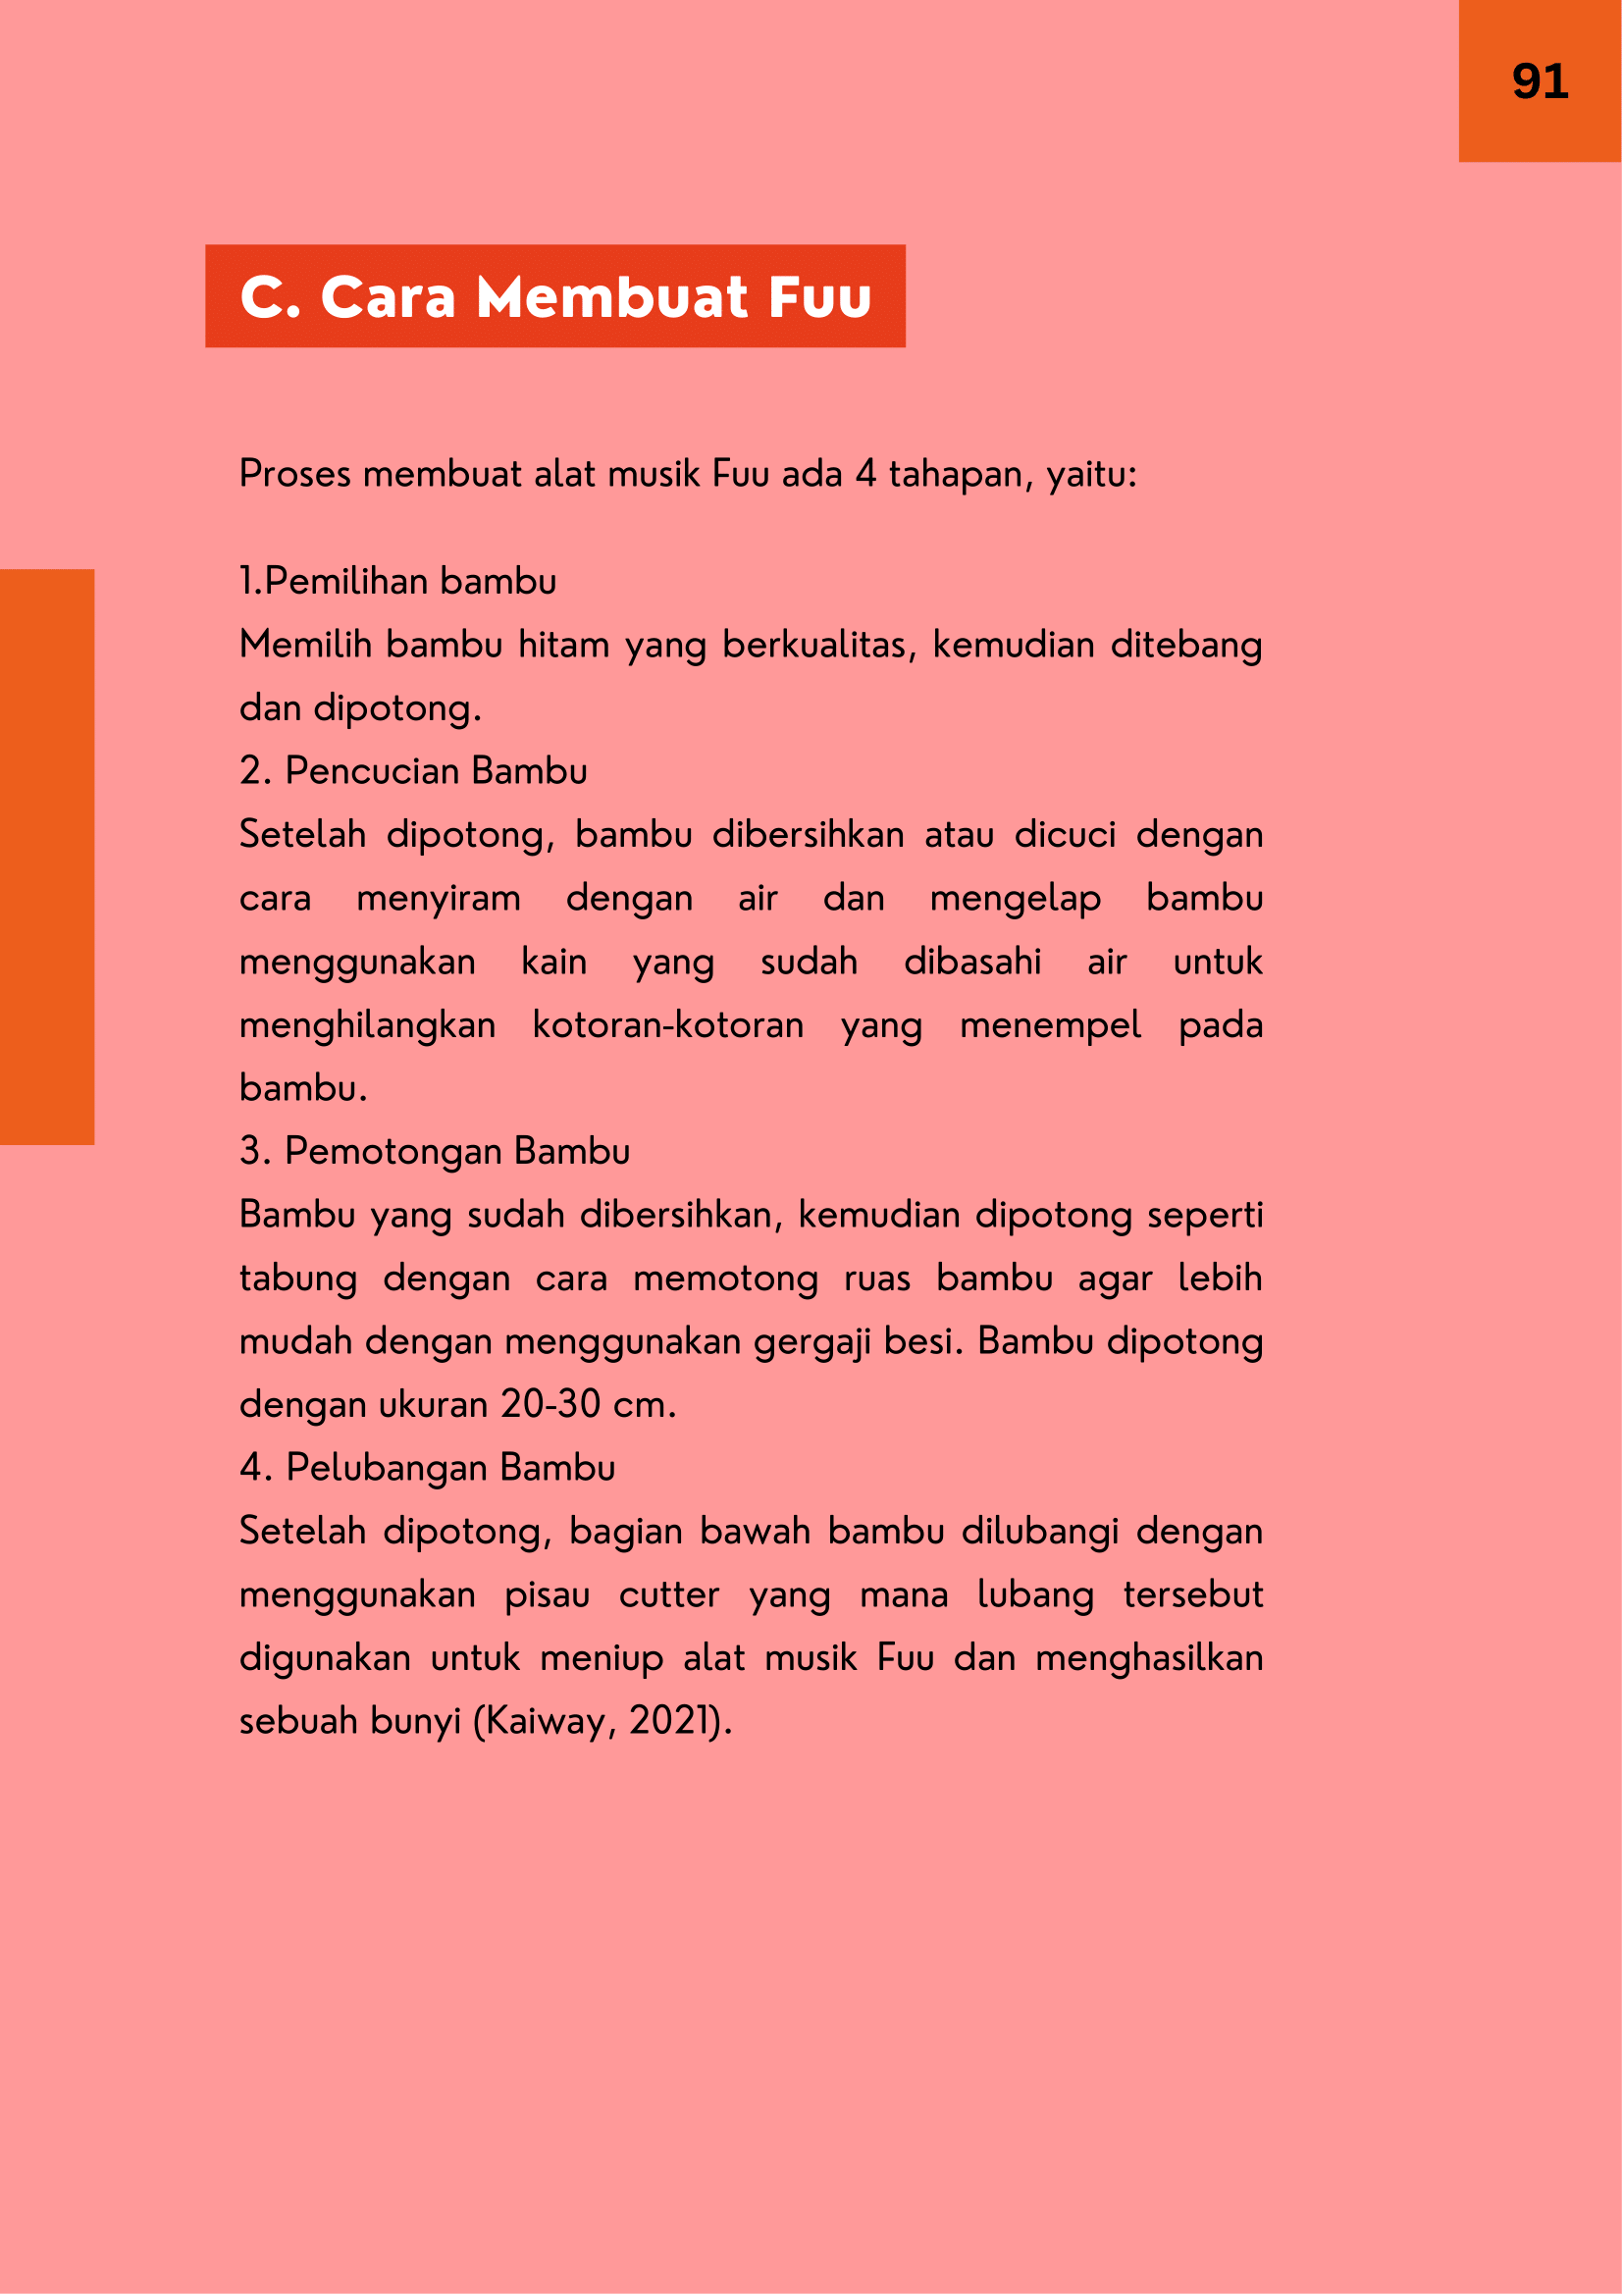 91
C. Cara Membuat Fuu
Proses membuat alat musik Fuu ada 4 tahapan, yaitu:
1.Pemilihan bambu
Memilih bambu hitam yang berkualitas, kemudian ditebang
dan dipotong.
2. Pencucian Bambu
Setelah dipotong, bambu dibersihkan atau dicuci dengan
cara menyiram dengan air dan mengelap bambu
menggunakan kain yang sudah dibasahi air untuk
menghilangkan kotoran-kotoran yang menempel pada
bambu.
3. Pemotongan Bambu
Bambu yang sudah dibersihkan, kemudian dipotong seperti
tabung dengan cara memotong ruas bambu agar lebih
mudah dengan menggunakan gergaji besi. Bambu dipotong
dengan ukuran 20-30 cm.
4. Pelubangan Bambu
Setelah dipotong, bagian bawah bambu dilubangi dengan
menggunakan pisau cutter yang mana lubang tersebut
digunakan untuk meniup alat musik Fuu dan menghasilkan
sebuah bunyi (Kaiway, 2021).